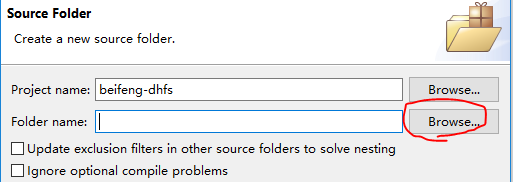 Source Folder
Create a new source folder.
Project name: beifeng-dhfs Browse...
Folder name: Browse...
Update exclusion filters in other source folders to solve nesting
Ignore optional compile problems